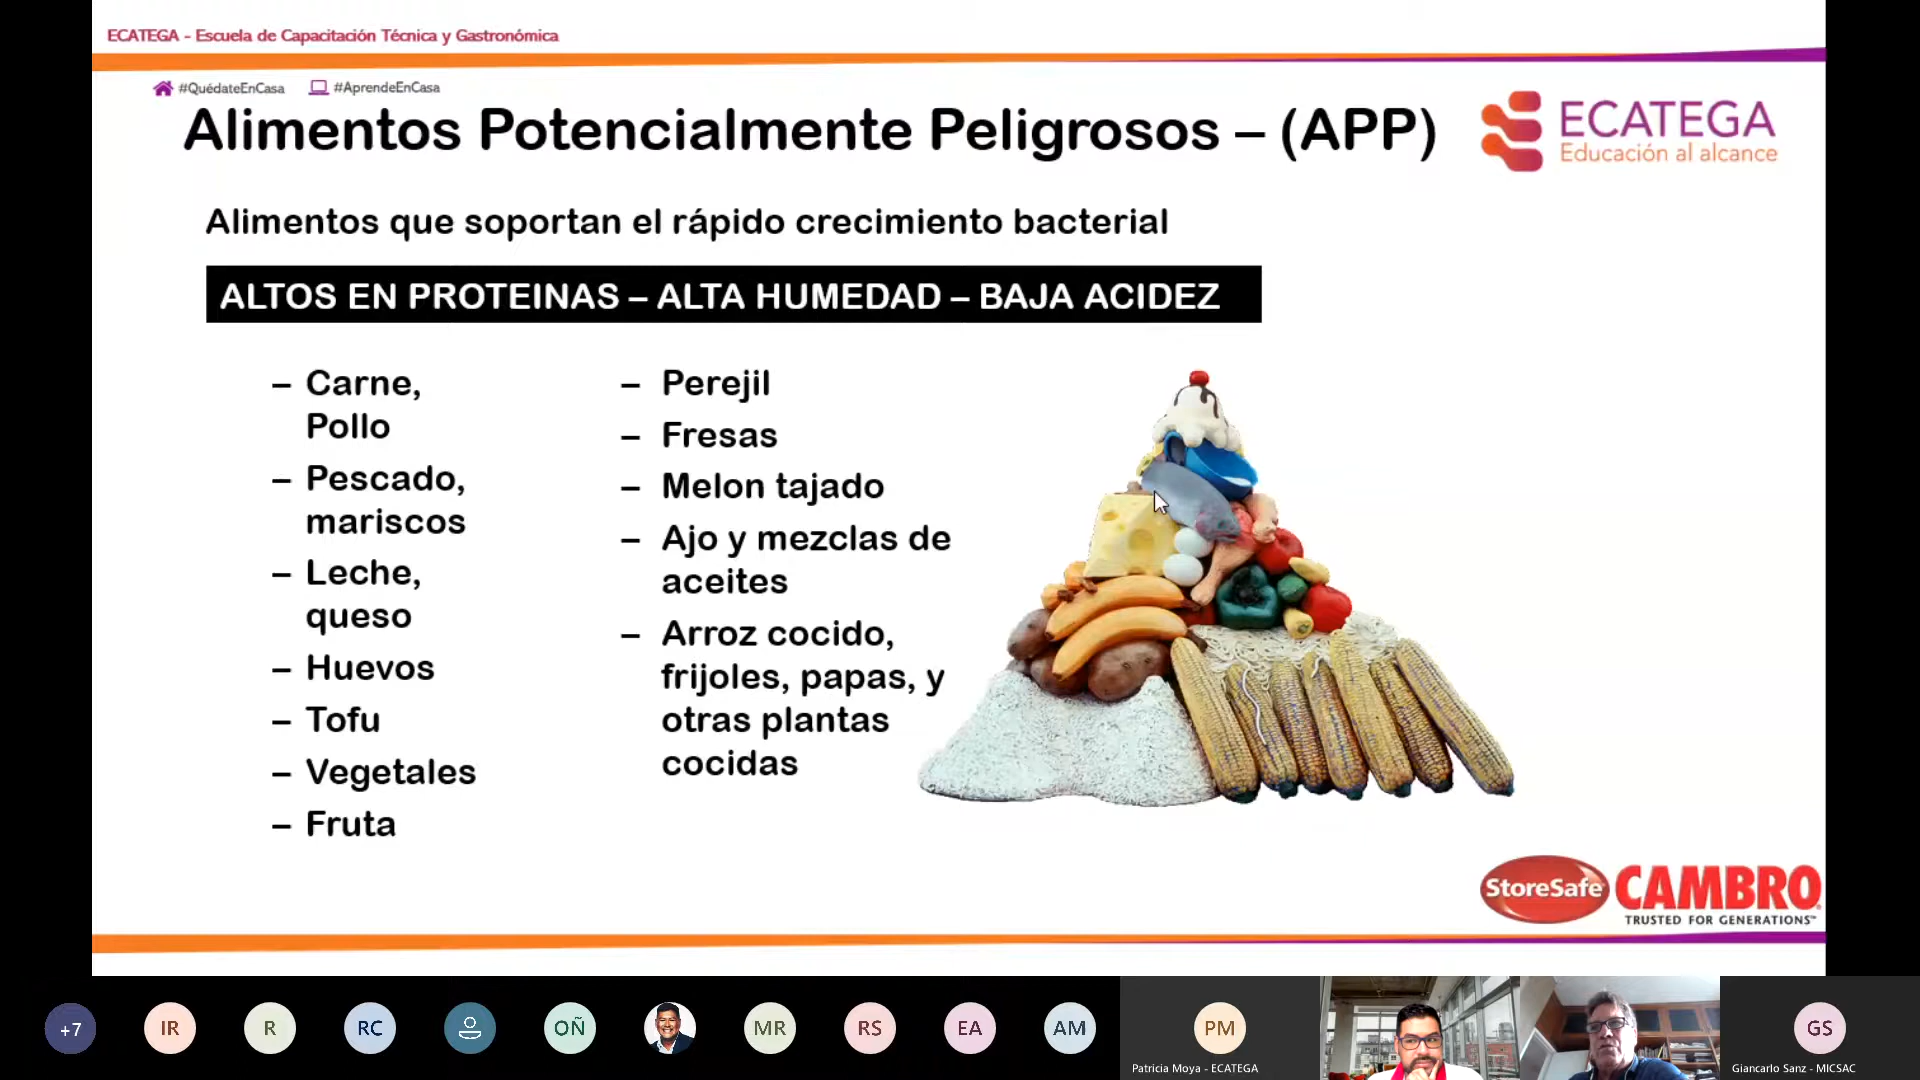 ECATEGA - Escuela de Capacitación Técnica y Gastronómica
#QuédateEnCasa #AprendeEnCasa
Alimentos Potencialmente Peligrosos – (APP)
ECATEGA
Educación al alcance
Alimentos que soportan el rápido crecimiento bacterial
ALTOS EN PROTEINAS – ALTA HUMEDAD – BAJA ACIDEZ
– Carne,
Pollo
– Pescado,
mariscos
– Leche,
queso
– Huevos
– Tofu
– Vegetales
– Fruta
– Perejil
– Fresas
– Melon tajado
– Ajo y mezclas de
aceites
– Arroz cocido,
frijoles, papas, y
otras plantas
cocidas
StoreSafe CAMBRO
TRUSTED FOR GENERATIONS™
+7 IR R RC OÑ MR RS EA AM PM GS
Patricia Moya - ECATEGA
Giancarlo Sanz - MICSAC